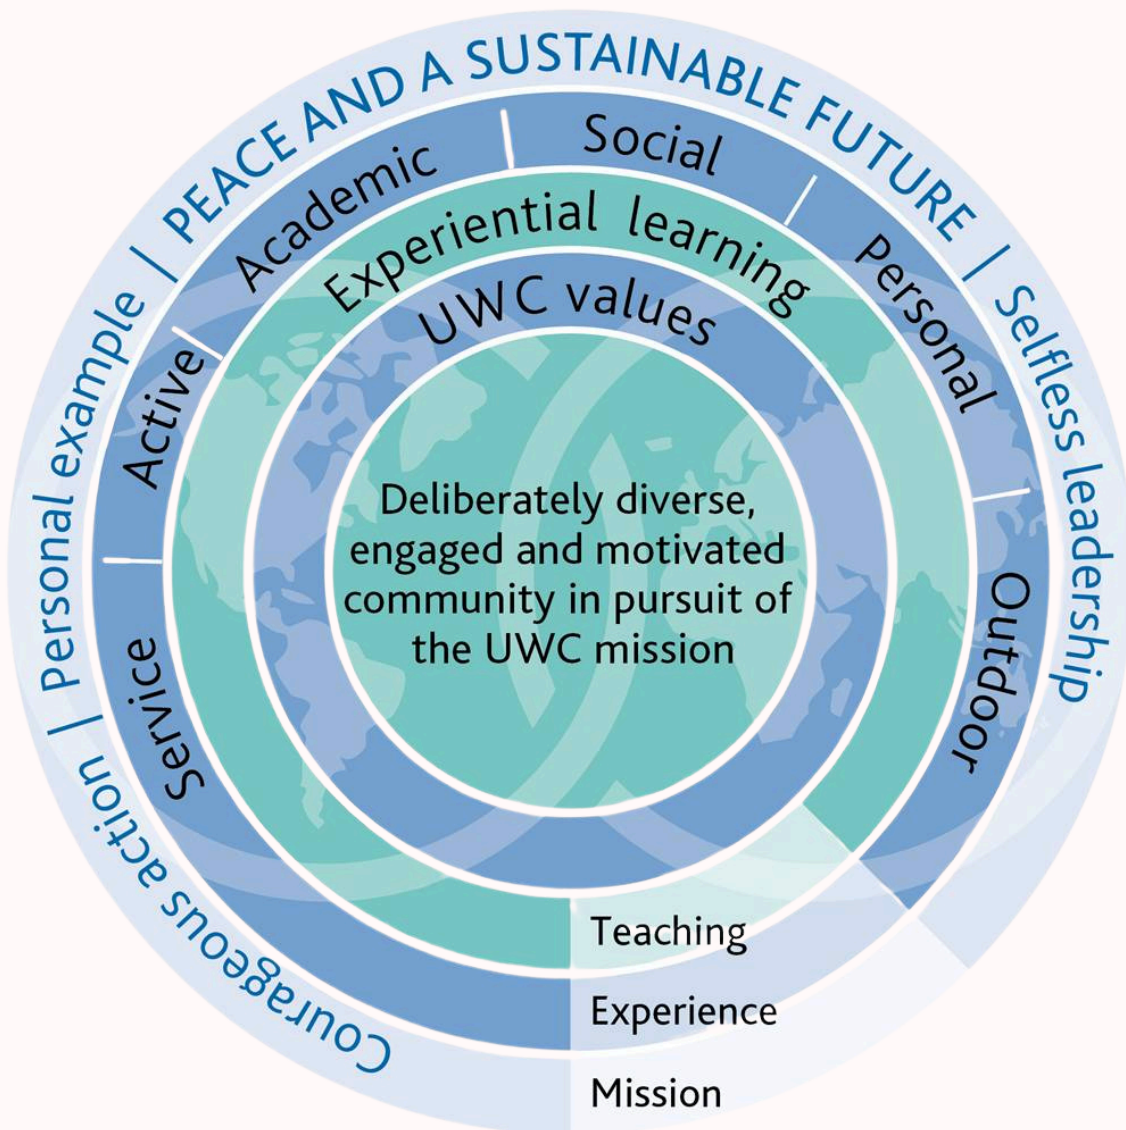 Courageous action | Personal example | PEACE AND A SUSTAINABLE FUTURE | Selfless leadership
Service
Active
Academic
Social
Personal
Outdoor
Experiential learning
UWC values
Deliberately diverse,
engaged and motivated
community in pursuit of
the UWC mission
Teaching
Experience
Mission